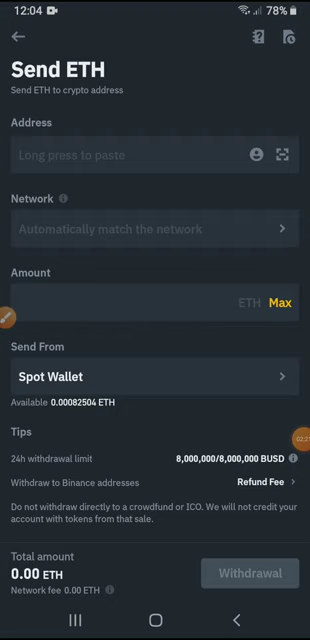 12:04
78%
Send ETH
Send ETH to crypto address
Address
Long press to paste
Network
Automatically match the network
Amount
ETH Max
Send From
Spot Wallet
Available 0.00082504 ETH
Tips
24h withdrawal limit 8,000,000/8,000,000 BUSD
Withdraw to Binance addresses Refund Fee
Do not withdraw directly to a crowdfund or ICO. We will not credit your
account with tokens from that sale.
Total amount
0.00 ETH
Withdrawal
Network fee 0.00 ETH